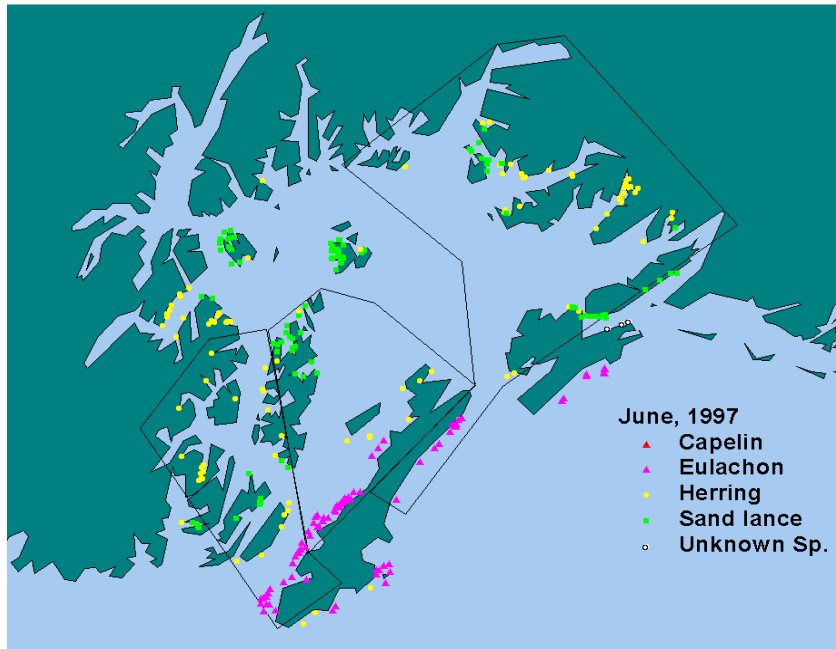 June, 1997
Capelin
Eulachon
Herring
Sand lance
Unknown Sp.